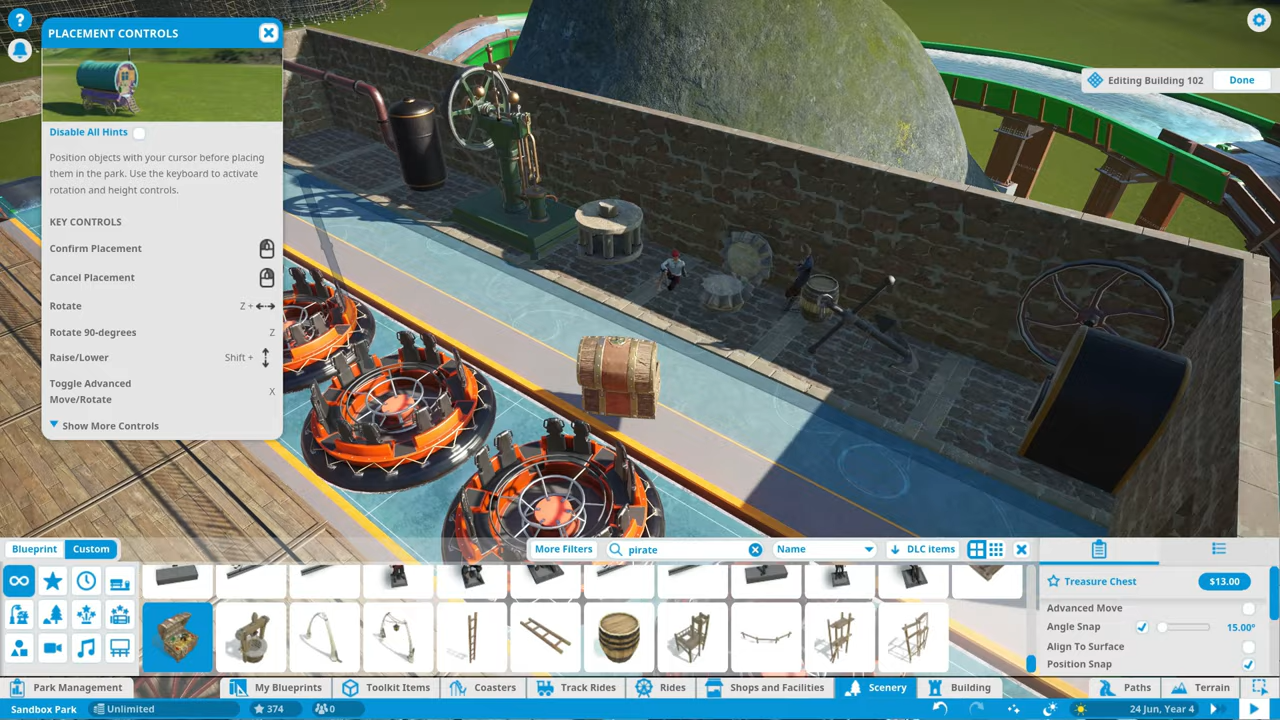 ?
PLACEMENT CONTROLS
Disable All Hints
Position objects with your cursor before placing
them in the park. Use the keyboard to activate
rotation and height controls.
KEY CONTROLS
Confirm Placement
Cancel Placement
Rotate Z +
Rotate 90-degrees Z
Raise/Lower Shift +
Toggle Advanced
Move/Rotate X
Show More Controls
Editing Building 102 Done
Blueprint Custom More Filters pirate Name DLC items
Treasure Chest $13.00
Advanced Move
Angle Snap 15.00°
Align To Surface
Position Snap
Park Management My Blueprints Toolkit Items Coasters Track Rides Rides Shops and Facilities Scenery Building Paths Terrain
Sandbox Park Unlimited 374 0 24 Jun, Year 4